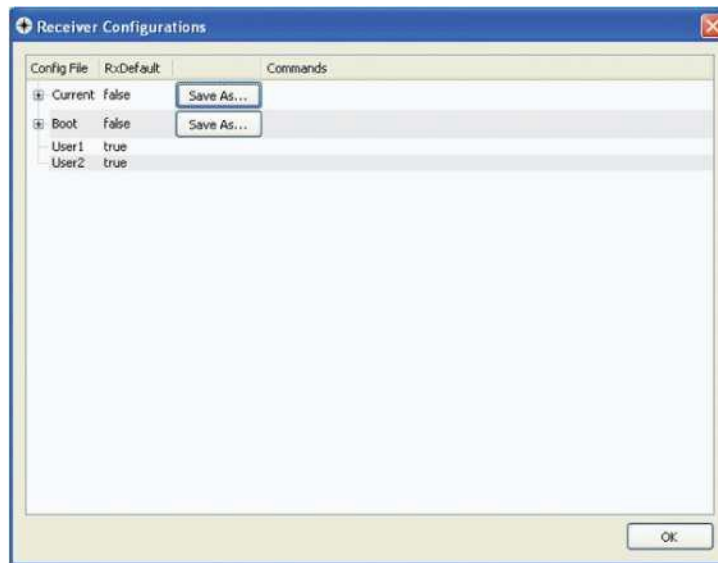 Receiver Configurations
Config File RxDefault Commands
Current false Save As...
Boot false Save As...
User1 true
User2 true
OK